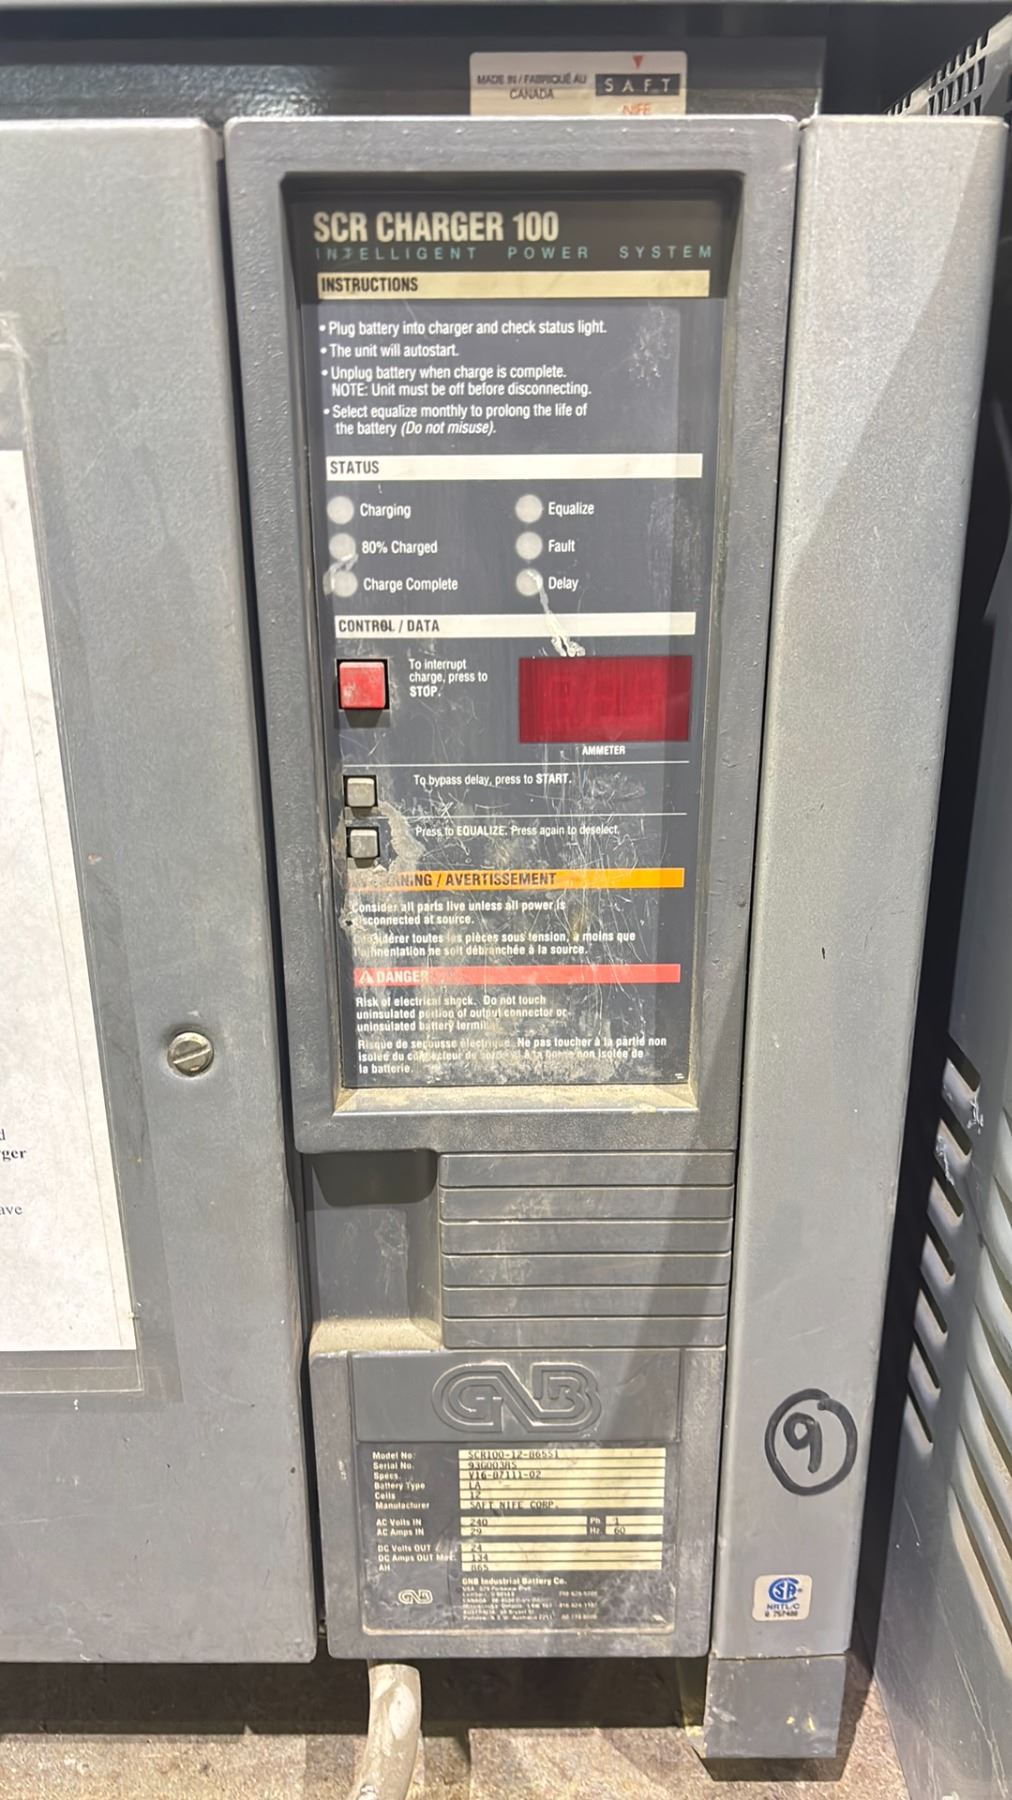 MADE IN / FABRIQUÉ AU
CANADA
SAFT
NIFE
SCR CHARGER 100
INTELLIGENT POWER SYSTEM
INSTRUCTIONS
• Plug battery into charger and check status light.
• The unit will autostart.
• Unplug battery when charge is complete.
NOTE: Unit must be off before disconnecting.
• Select equalize monthly to prolong the life of
the battery (Do not misuse).
STATUS
Charging
Equalize
80% Charged
Fault
Charge Complete
Delay
CONTROL / DATA
To interrupt
charge, press to
STOP.
AMMETER
To bypass delay, press to START.
Press to EQUALIZE. Press again to deselect.
/ AVERTISSEMENT
Consider all parts live unless all power is
disconnected at source.
Considérer toutes les pièces sous tension, à moins que
l'alimentation ne soit débranchée à la source.
DANGER
Risk of electrical shock. Do not touch
uninsulated portion of output connector or
uninsulated battery
Risque de secousse électrique. Ne pas toucher à la partie non
isolée du connecteur de non isolée de
la batterie.
ave
GNB
Model No: SCR100-12-865S1
Serial No.
Specs. V16-07111-02
Battery Type LA
Cells 12
Manufacturer SAFT NIFE CORP.
AC Volts IN 240 Ph 1
AC Amps IN 29 Hz 60
DC Volts OUT 24
DC Amps OUT Max. 134
AH 865
GNB Industrial Battery Co.
GNB
9
NRTL/C